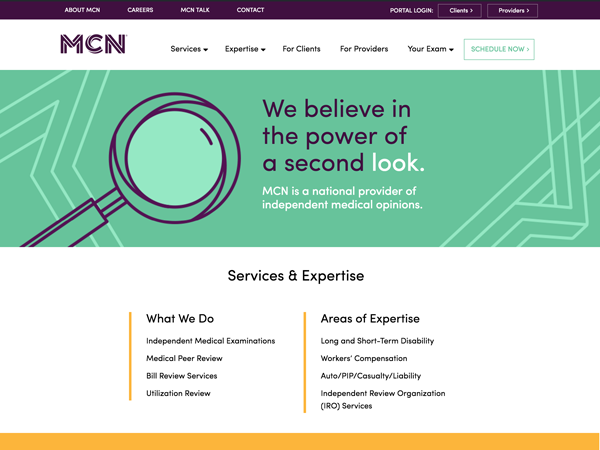 ABOUT MCN CAREERS MCN TALK CONTACT PORTAL LOGIN: Clients > Providers >
MCN Services Expertise For Clients For Providers Your Exam SCHEDULE NOW >
We believe in
the power of
a second look.
MCN is a national provider of
independent medical opinions.
Services & Expertise
What We Do
Independent Medical Examinations
Medical Peer Review
Bill Review Services
Utilization Review
Areas of Expertise
Long and Short-Term Disability
Workers’ Compensation
Auto/PIP/Casualty/Liability
Independent Review Organization
(IRO) Services